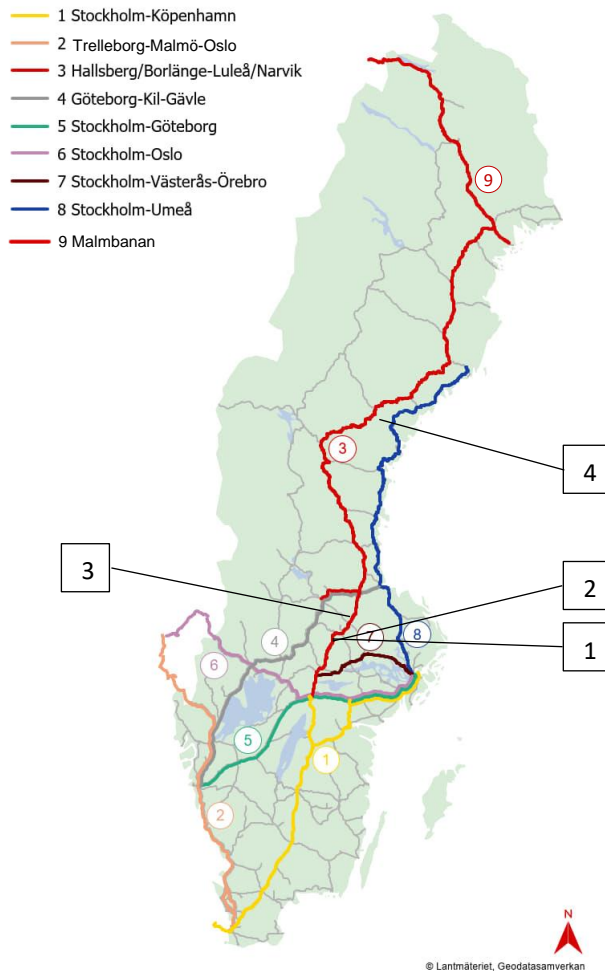 1 Stockholm-Köpenhamn
2 Trelleborg-Malmö-Oslo
3 Hallsberg/Borlänge-Luleå/Narvik
4 Göteborg-Kil-Gävle
5 Stockholm-Göteborg
6 Stockholm-Oslo
7 Stockholm-Västerås-Örebro
8 Stockholm-Umeå
9 Malmbanan
9
3
4
3
2
7
8
4
1
6
5
1
2
N
© Lantmäteriet, Geodatasamverkan